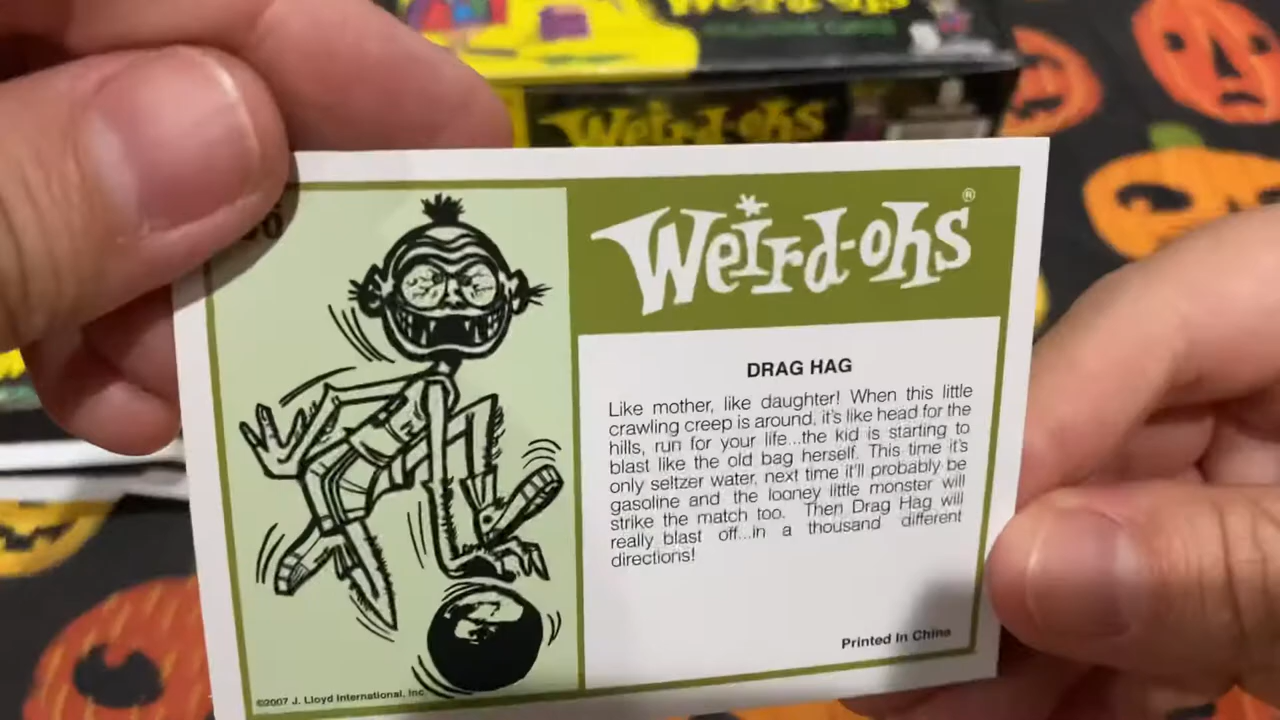 Weird-ohs
Weird-ohs
Weird-ohs®
DRAG HAG
Like mother, like daughter! When this little
crawling creep is around, it's like head for the
hills, run for your life...the kid is starting to
blast like the old bag herself. This time it's
only seltzer water, next time it'll probably be
gasoline and the looney little monster will
strike the match too. Then Drag Hag will
really blast off...in a thousand different
directions!
Printed In China
©2007 J. Lloyd International, Inc.